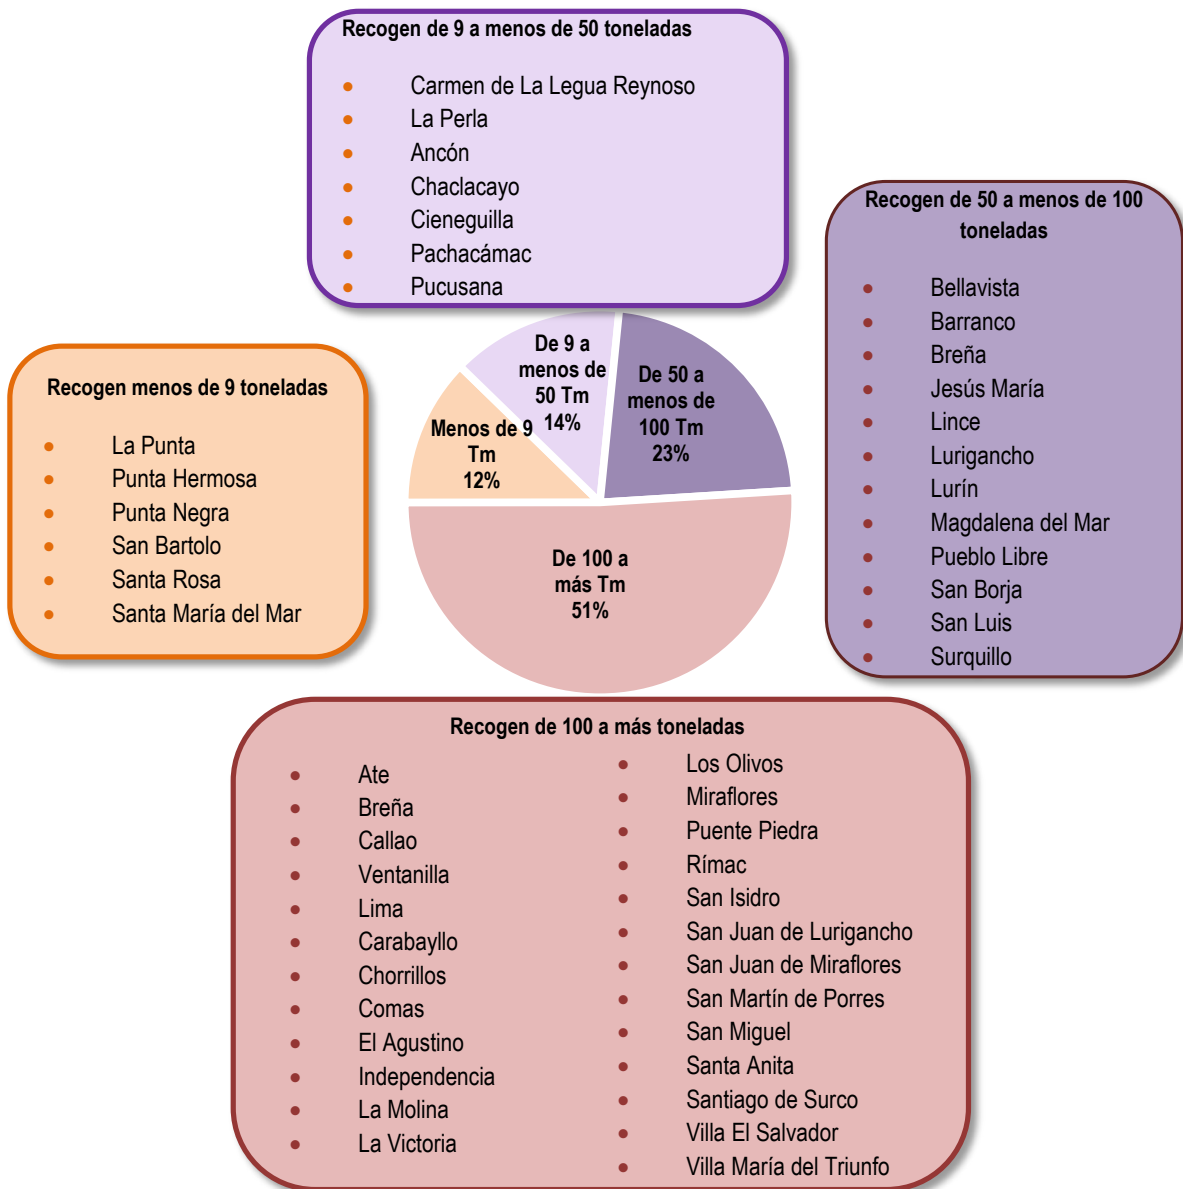 Recogen de 9 a menos de 50 toneladas
Carmen de La Legua Reynoso
La Perla
Ancón
Chaclacayo
Cieneguilla
Pachacámac
Pucusana
Recogen de 50 a menos de 100
toneladas
Bellavista
Barranco
Breña
Jesús María
Lince
Lurigancho
Lurín
Magdalena del Mar
Pueblo Libre
San Borja
San Luis
Surquillo
Recogen menos de 9 toneladas
La Punta
Punta Hermosa
Punta Negra
San Bartolo
Santa Rosa
Santa María del Mar
De 9 a
menos de
50 Tm
14%
De 50 a
menos de
100 Tm
23%
Menos de 9
Tm
12%
De 100 a
más Tm
51%
Recogen de 100 a más toneladas
Ate
Breña
Callao
Ventanilla
Lima
Carabayllo
Chorrillos
Comas
El Agustino
Independencia
La Molina
La Victoria
Los Olivos
Miraflores
Puente Piedra
Rímac
San Isidro
San Juan de Lurigancho
San Juan de Miraflores
San Martín de Porres
San Miguel
Santa Anita
Santiago de Surco
Villa El Salvador
Villa María del Triunfo